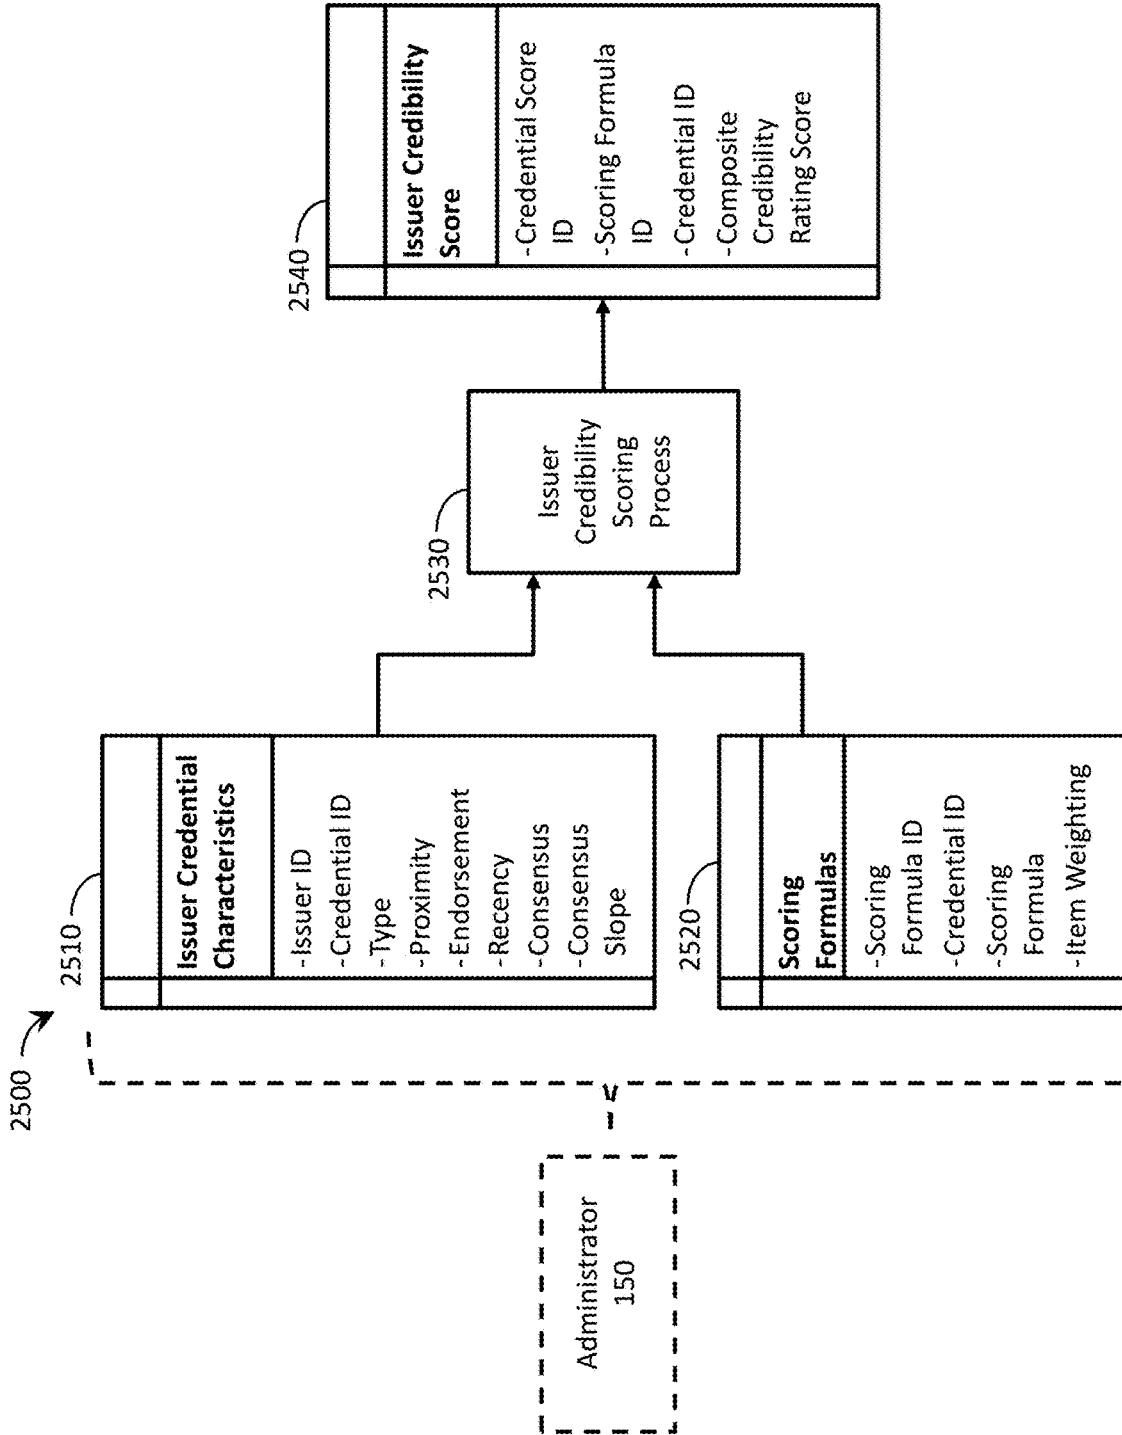 2500
Administrator
150
2510
Issuer Credential
Characteristics
-Issuer ID
-Credential ID
-Type
-Proximity
-Endorsement
-Recency
-Consensus
-Consensus
Slope
2520
Scoring
Formulas
-Scoring
Formula ID
-Credential ID
-Scoring
Formula
-Item Weighting
2530
Issuer
Credibility
Scoring
Process
2540
Issuer Credibility
Score
-Credential Score
ID
-Scoring Formula
ID
-Credential ID
-Composite
Credibility
Rating Score